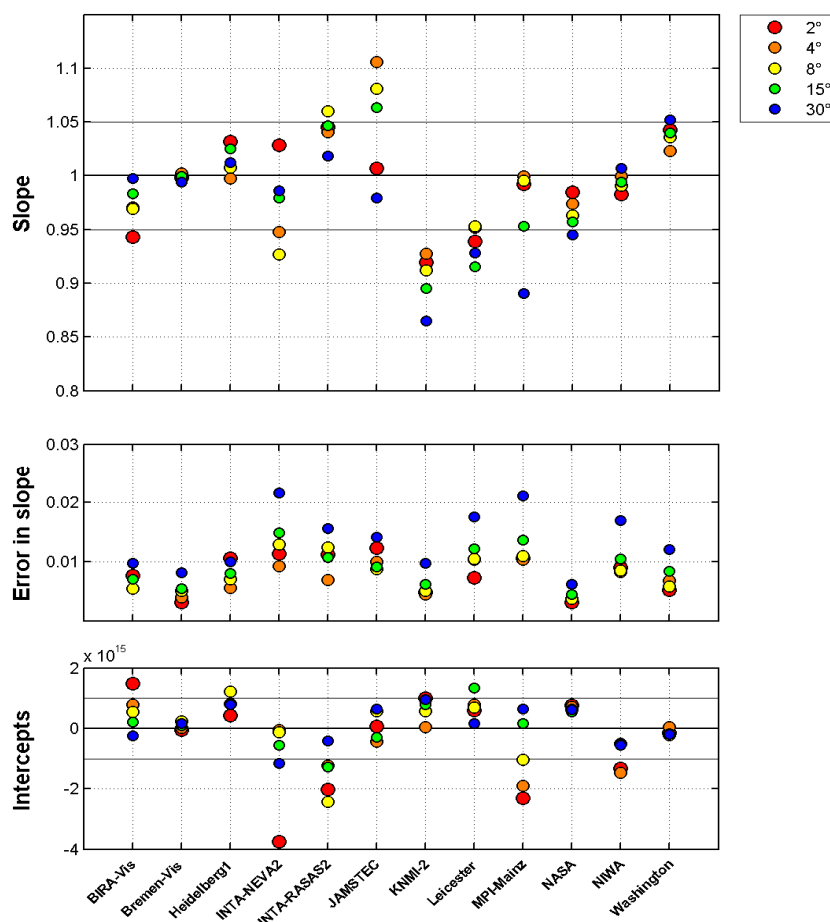 2°
4°
8°
15°
30°
Slope
1.1
1.05
1
0.95
0.9
0.85
0.8
Error in slope
0.03
0.02
0.01
x 10^15
Intercepts
2
0
-2
-4
BIRA-Vis
Bremen-Vis
Heidelberg1
INTA-NEVA2
INTA-RASAS2
JAMSTEC
KNMI-2
Leicester
MPI-Mainz
NASA
NIWA
Washington